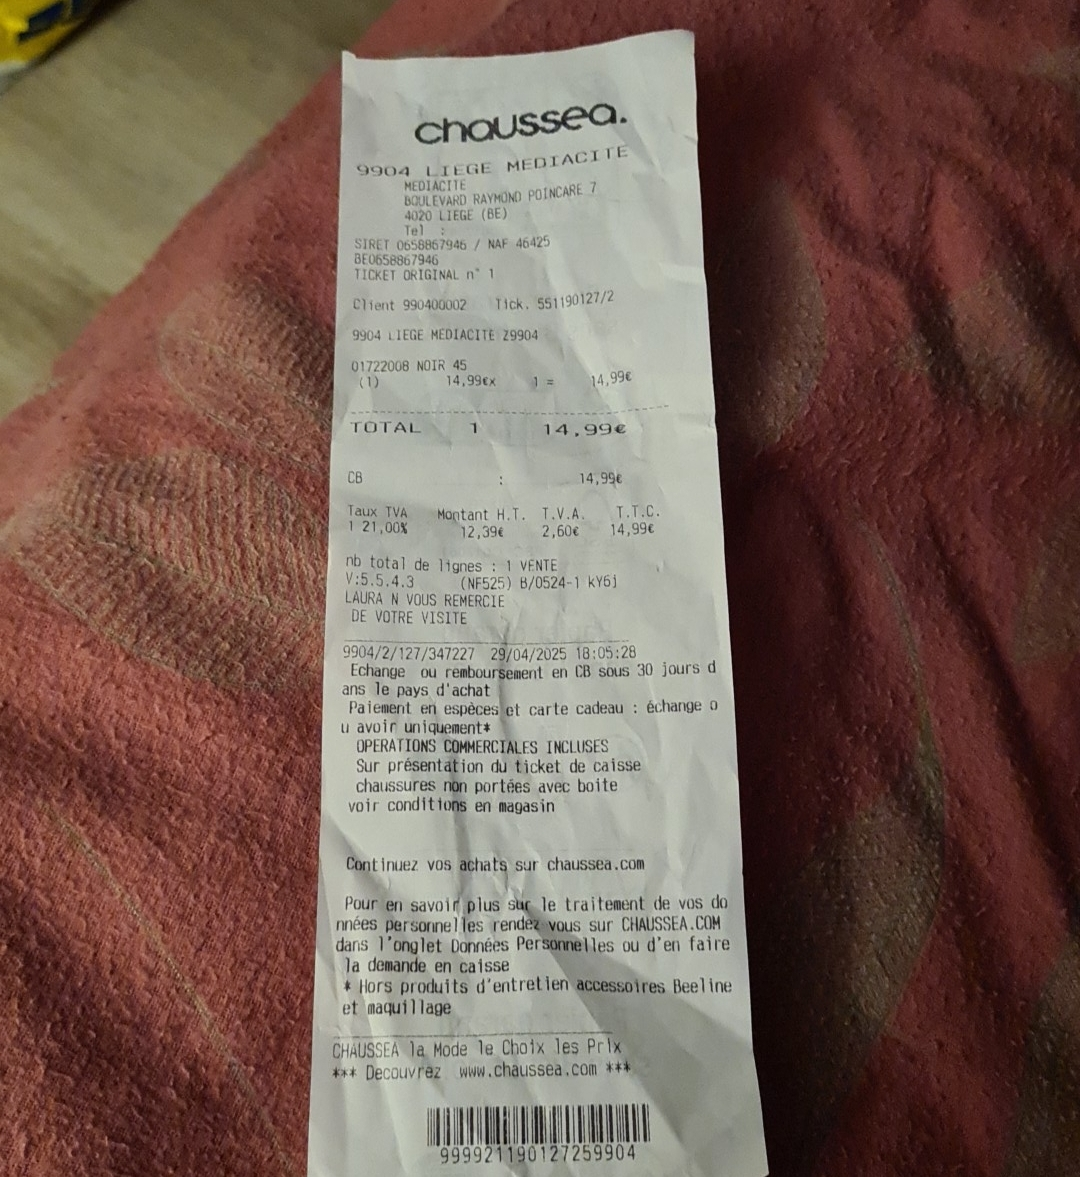 chaussea.
9904 LIEGE MEDIACITE
MEDIACITE
BOULEVARD RAYMOND POINCARE 7
4020 LIEGE (BE)
Tel :
SIRET 0658867946 / NAF 46425
BE0658867946
TICKET ORIGINAL n° 1
Client 990400002 Tick. 551190127/2
9904 LIEGE MEDIACITE Z9904
01722008 NOIR 45
(1) 14,99€x 1 = 14,99€
TOTAL 1 14,99€
CB : 14,99€
Taux TVA Montant H.T. T.V.A. T.T.C.
1 21,00% 12,39€ 2,60€ 14,99€
nb total de lignes : 1 VENTE
V:5.5.4.3 (NF525) B/0524-1 kY6j
LAURA N VOUS REMERCIE
DE VOTRE VISITE
9904/2/127/347227 29/04/2025 18:05:28
Echange ou remboursement en CB sous 30 jours d
ans le pays d'achat
Paiement en espèces et carte cadeau : échange o
u avoir uniquement*
OPERATIONS COMMERCIALES INCLUSES
Sur présentation du ticket de caisse
chaussures non portées avec boite
voir conditions en magasin
Continuez vos achats sur chaussea.com
Pour en savoir plus sur le traitement de vos do
nnées personnelles rendez vous sur CHAUSSEA.COM
dans l'onglet Données Personnelles ou d'en faire
la demande en caisse
* Hors produits d'entretien accessoires Beeline
et maquillage
CHAUSSEA la Mode le Choix les Prix
*** Decouvrez www.chaussea.com ***
999921190127259904